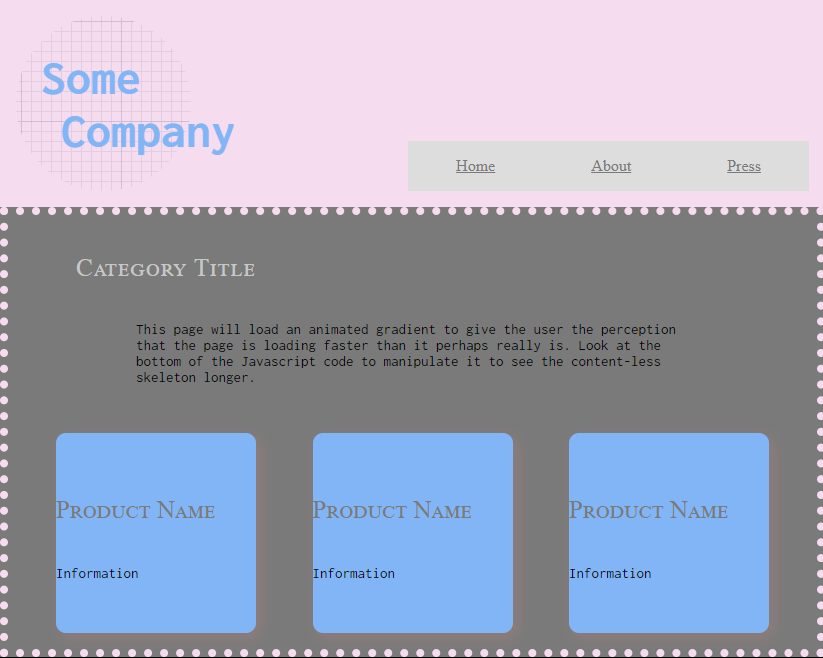 Some
Company
Home About Press
Category Title
This page will load an animated gradient to give the user the perception
that the page is loading faster than it perhaps really is. Look at the
bottom of the Javascript code to manipulate it to see the content-less
skeleton longer.
Product Name Product Name Product Name
Information Information Information